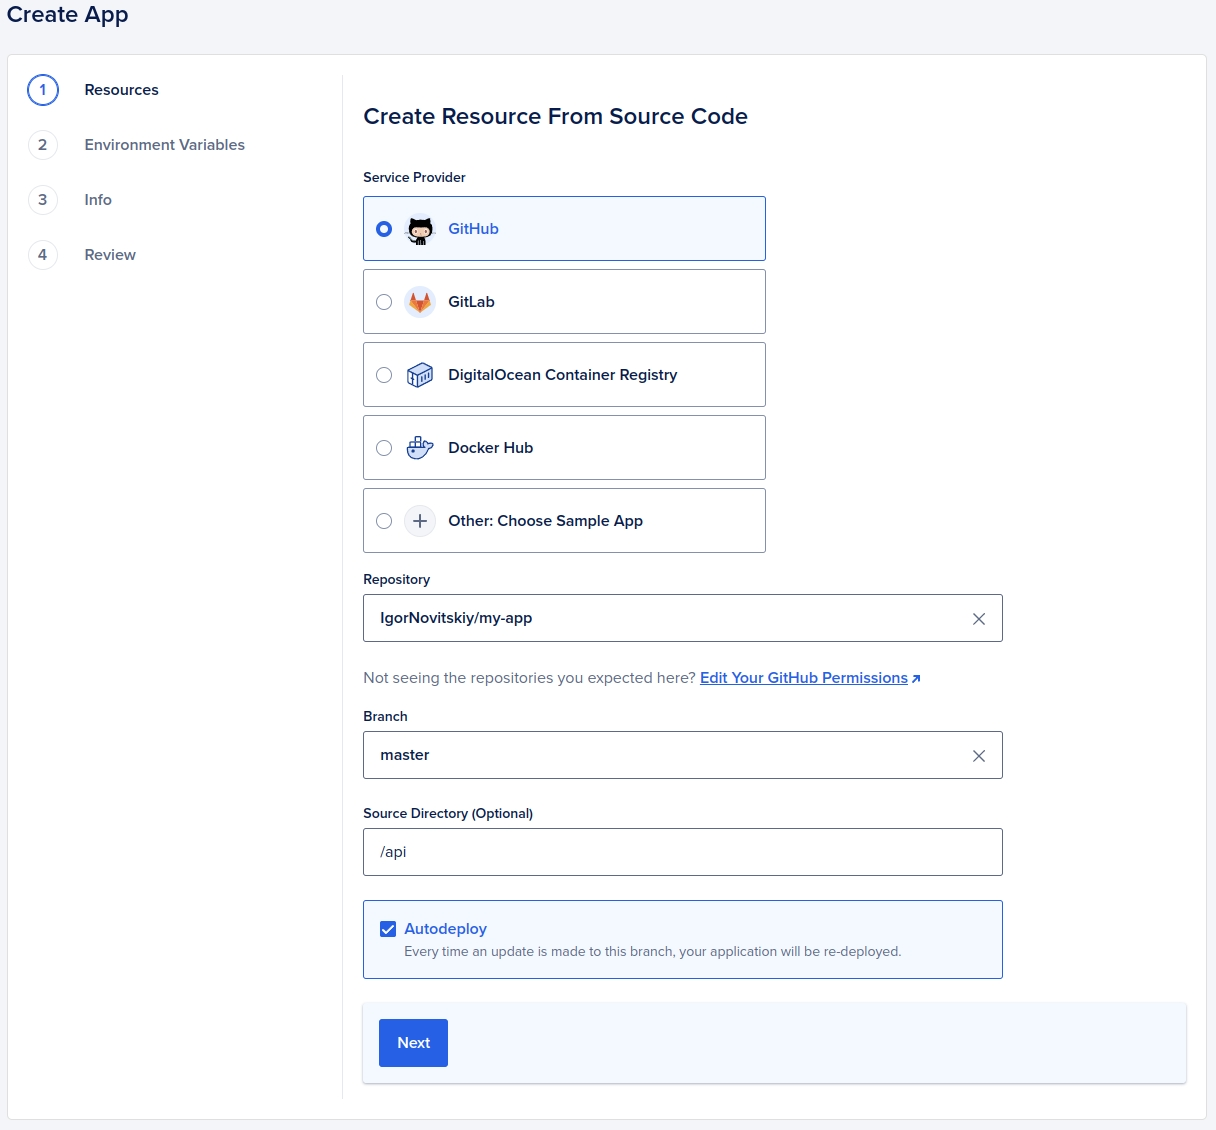 Create App
1 Resources
2 Environment Variables
3 Info
4 Review
Create Resource From Source Code
Service Provider
GitHub
GitLab
DigitalOcean Container Registry
Docker Hub
Other: Choose Sample App
Repository
IgorNovitskiy/my-app
Not seeing the repositories you expected here? Edit Your GitHub Permissions
Branch
master
Source Directory (Optional)
/api
Autodeploy
Every time an update is made to this branch, your application will be re-deployed.
Next